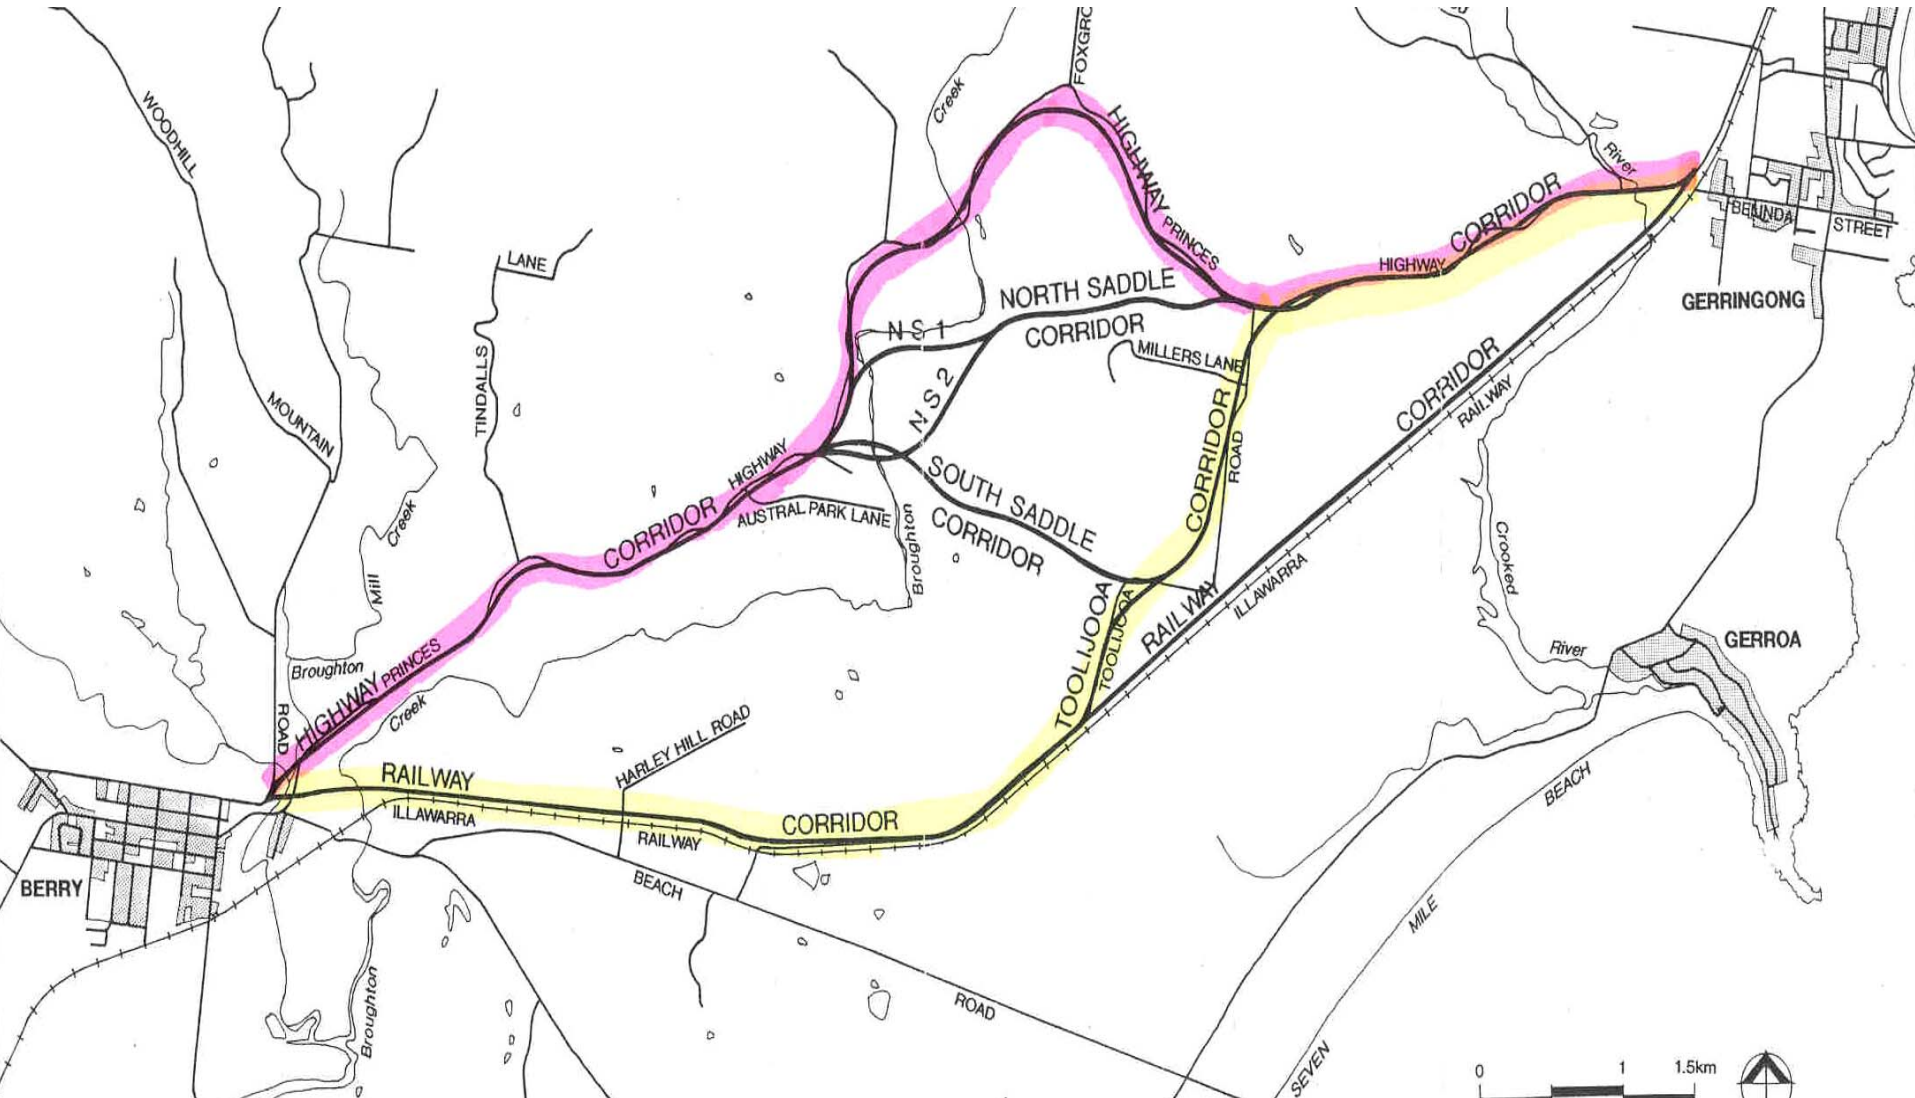 FOXGRO
WOODHILL
Creek
HIGHWAY
PRINCES
River
CORRIDOR
HIGHWAY
BELINDA
STREET
GERRINGONG
LANE
NORTH SADDLE
CORRIDOR
N S 1
MILLERS LANE
N S 2
TINDALLS
MOUNTAIN
CORRIDOR
RAILWAY
CORRIDOR
ROAD
HIGHWAY
CORRIDOR
AUSTRAL PARK LANE
SOUTH SADDLE
CORRIDOR
Creek
Mill
Broughton
Crooked
River
GERROA
TOOLIJOOA
TOOLIJOOA
RAILWAY
ILLAWARRA
Broughton
Creek
ROAD
HIGHWAY
PRINCES
HARLEY HILL ROAD
RAILWAY
ILLAWARRA
CORRIDOR
RAILWAY
BEACH
ROAD
BERRY
Broughton
SEVEN
MILE
BEACH
0 1 1.5km